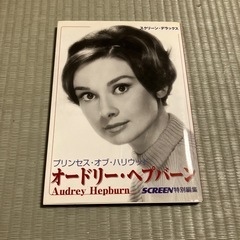 スクリーン・デラックス
プリンセス・オブ・ハリウッド
オードリー・ヘプバーン
Audrey Hepburn
SCREEN特別編集